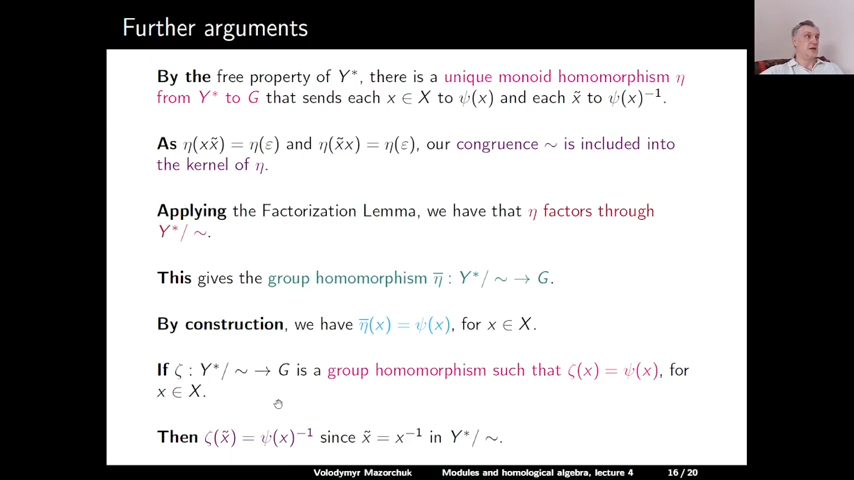 Further arguments
By the free property of Y*, there is a unique monoid homomorphism η
from Y* to G that sends each x ∈ X to ψ(x) and each x̃ to ψ(x)⁻¹.
As η(xx̃) = η(ε) and η(x̃x) = η(ε), our congruence ∼ is included into
the kernel of η.
Applying the Factorization Lemma, we have that η factors through
Y*/ ∼.
This gives the group homomorphism η̅ : Y*/ ∼ → G.
By construction, we have η̅(x) = ψ(x), for x ∈ X.
If ζ : Y*/ ∼ → G is a group homomorphism such that ζ(x) = ψ(x), for
x ∈ X.
Then ζ(x̃) = ψ(x)⁻¹ since x̃ = x⁻¹ in Y*/ ∼.
Volodymyr Mazorchuk Modules and homological algebra, lecture 4 16 / 20